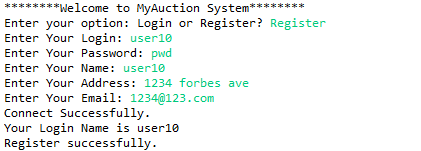 ********Welcome to MyAuction System********
Enter your option: Login or Register? Register
Enter Your Login: user10
Enter Your Password: pwd
Enter Your Name: user10
Enter Your Address: 1234 forbes ave
Enter Your Email: 1234@123.com
Connect Successfully.
Your Login Name is user10
Register successfully.